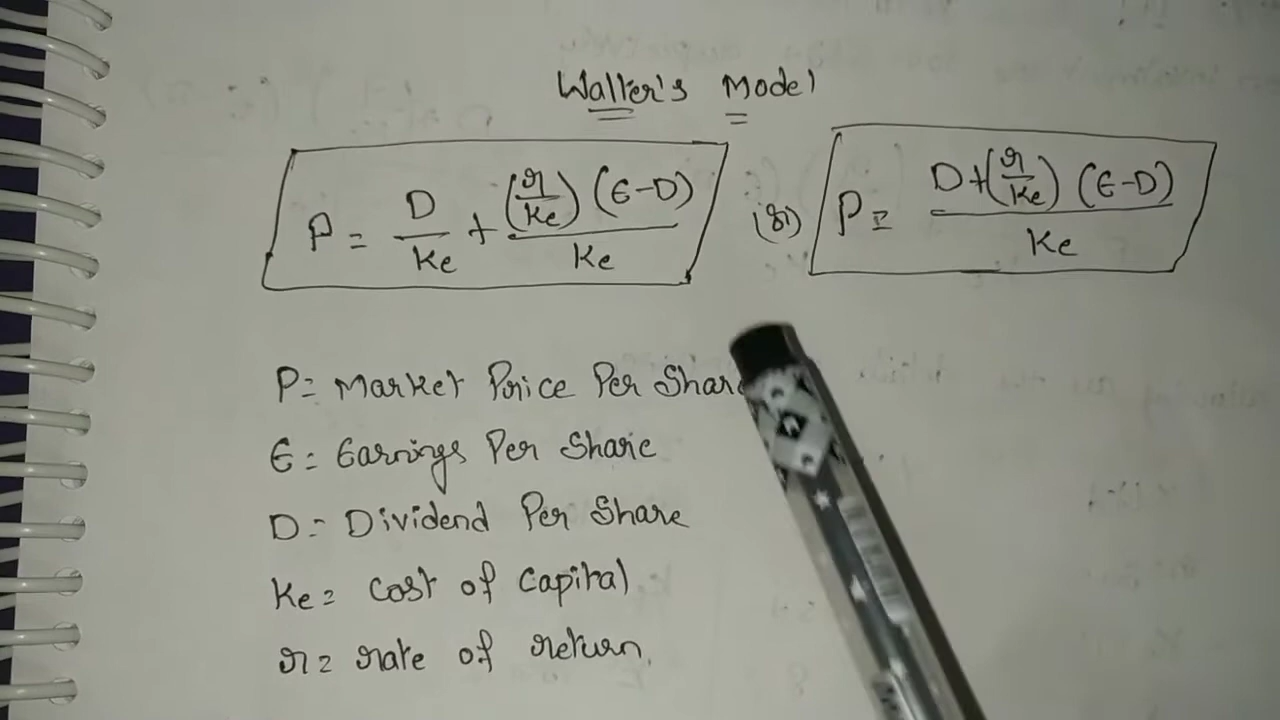 Walter's Model
P = D/Ke + (r/Ke) (E-D)/Ke (or) P = D+(r/Ke) (E-D)/Ke
P = Market Price Per Share
E = Earnings Per Share
D = Dividend Per Share
Ke = Cost of Capital
r = rate of return.